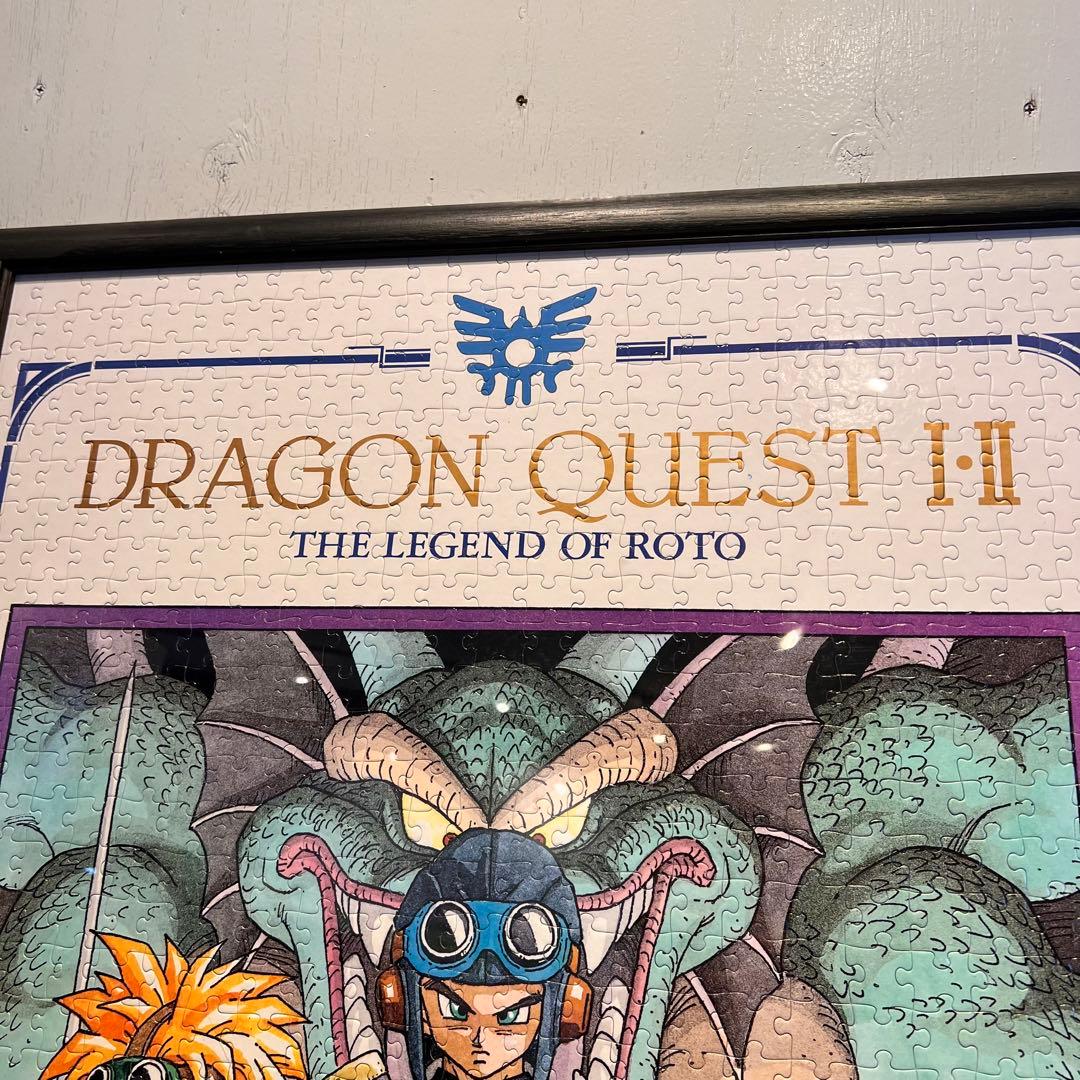 DRAGON QUEST I・II
THE LEGEND OF ROTO